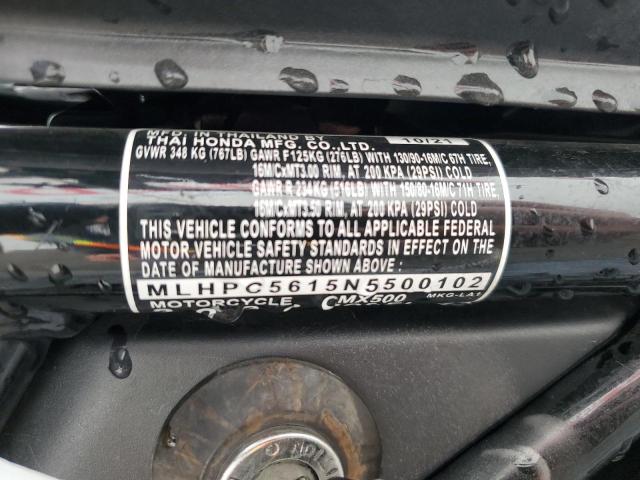 MFD. IN THAILAND BY 10/21
THAI HONDA MFG. CO.,LTD.
GVWR 348 KG (767LB) GAWR F125KG (276LB) WITH 130/90-16M/C 67H TIRE,
16M/CxMT3.00 RIM, AT 200 KPA (29PSI) COLD
GAWR R 234KG (516LB) WITH 150/80-16M/C 71H TIRE,
16M/CxMT3.50 RIM, AT 200 KPA (29PSI) COLD
THIS VEHICLE CONFORMS TO ALL APPLICABLE FEDERAL
MOTOR VEHICLE SAFETY STANDARDS IN EFFECT ON THE
DATE OF MANUFACTURE SHOWN ABOVE:
MLHPC5615N5500102
MOTORCYCLE CMX500 MKG-LA1